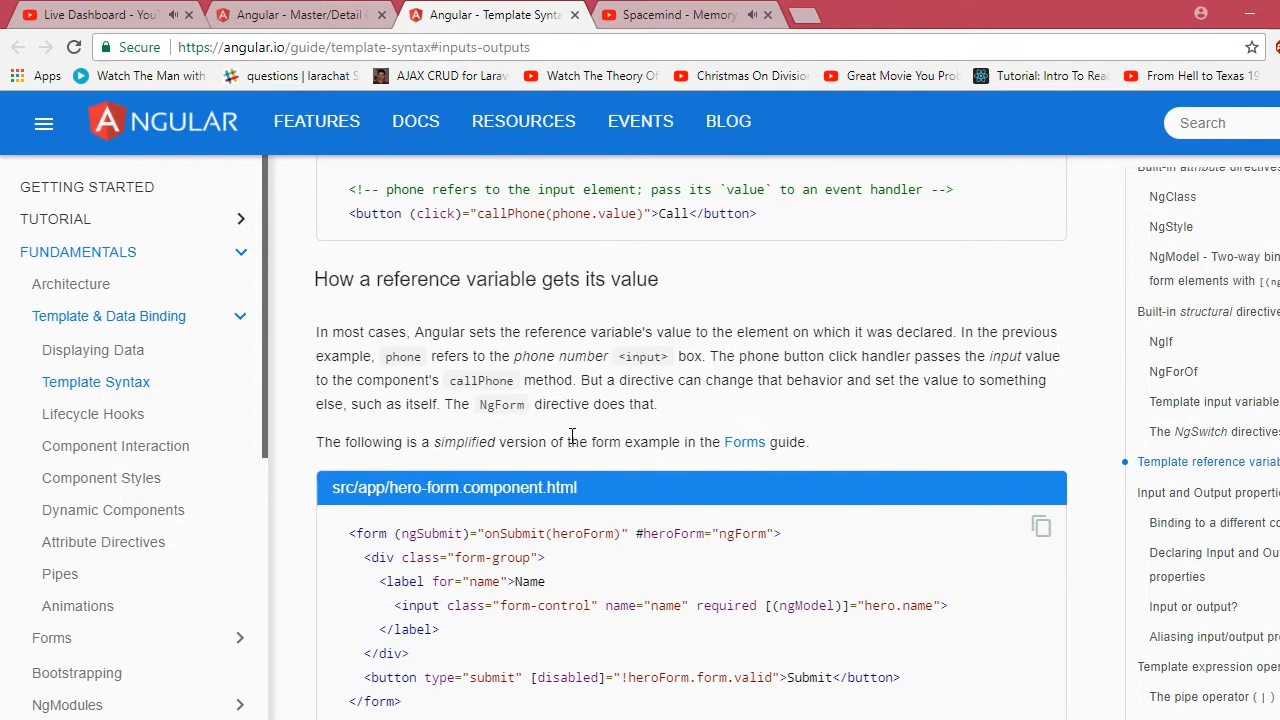 Live Dashboard - You
Angular - Master/Detail
Angular - Template Synta
Spacemind - Memory
Secure
https://angular.io/guide/template-syntax#inputs-outputs
Apps
Watch The Man with
questions | larachat S
AJAX CRUD for Larav
Watch The Theory Of
Christmas On Divisio
Great Movie You Prob
Tutorial: Intro To Reac
From Hell to Texas 19
ANGULAR
FEATURES
DOCS
RESOURCES
EVENTS
BLOG
Search
GETTING STARTED
TUTORIAL
FUNDAMENTALS
Architecture
Template & Data Binding
Displaying Data
Template Syntax
Lifecycle Hooks
Component Interaction
Component Styles
Dynamic Components
Attribute Directives
Pipes
Animations
Forms
Bootstrapping
NgModules
<!-- phone refers to the input element; pass its `value` to an event handler -->
<button (click)="callPhone(phone.value)">Call</button>
How a reference variable gets its value
In most cases, Angular sets the reference variable's value to the element on which it was declared. In the previous
example, phone refers to the phone number <input> box. The phone button click handler passes the input value
to the component's callPhone method. But a directive can change that behavior and set the value to something
else, such as itself. The NgForm directive does that.
The following is a simplified version of the form example in the Forms guide.
src/app/hero-form.component.html
<form (ngSubmit)="onSubmit(heroForm)" #heroForm="ngForm">
<div class="form-group">
<label for="name">Name
<input class="form-control" name="name" required [(ngModel)]="hero.name">
</label>
</div>
<button type="submit" [disabled]="!heroForm.form.valid">Submit</button>
</form>
Built-in attribute directives
NgClass
NgStyle
NgModel - Two-way bin
form elements with [(ng
Built-in structural directive
NgIf
NgForOf
Template input variable
The NgSwitch directives
Template reference variab
Input and Output properti
Binding to a different co
Declaring Input and Ou
properties
Input or output?
Aliasing input/output pro
Template expression oper
The pipe operator ( | )